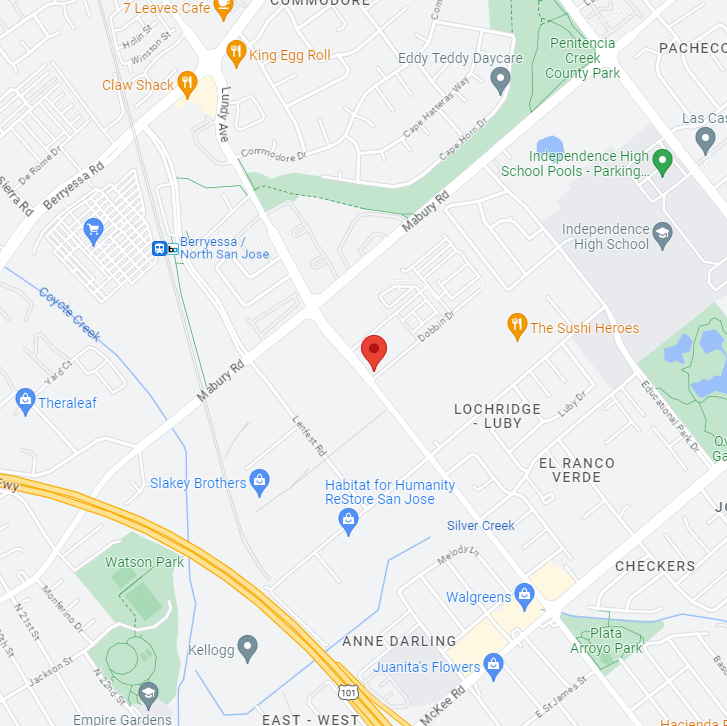 COMMODORE
7 Leaves Cafe
Holin St
Winston St
King Egg Roll
Claw Shack
Lundy Ave
Eddy Teddy Daycare
Penitencia
Creek
County Park
PACHECO
Cape Hatteras Way
Cape Horn Dr
Commodore Dr
Las Cas
De Rome Dr
Berryessa Rd
Sierra Rd
Independence High
School Pools - Parking...
Mabury Rd
Independence
High School
Berryessa /
North San Jose
Coyote Creek
Dobbin Dr
The Sushi Heroes
Yard Ct
Mabury Rd
Theraleaf
Educational Park Dr
Luby Dr
LOCHRIDGE
- LUBY
Lenfest Rd
EL RANCO
VERDE
Slakey Brothers
Habitat for Humanity
ReStore San Jose
Silver Creek
Melody Ln
CHECKERS
Watson Park
Walgreens
Monferino Dr
N 21st St
Plata
Arroyo Park
Kellogg
ANNE DARLING
Juanita's Flowers
Jackson St
N 22nd St
101
McKee Rd
E St James St
Empire Gardens
EAST - WEST
Hacienda